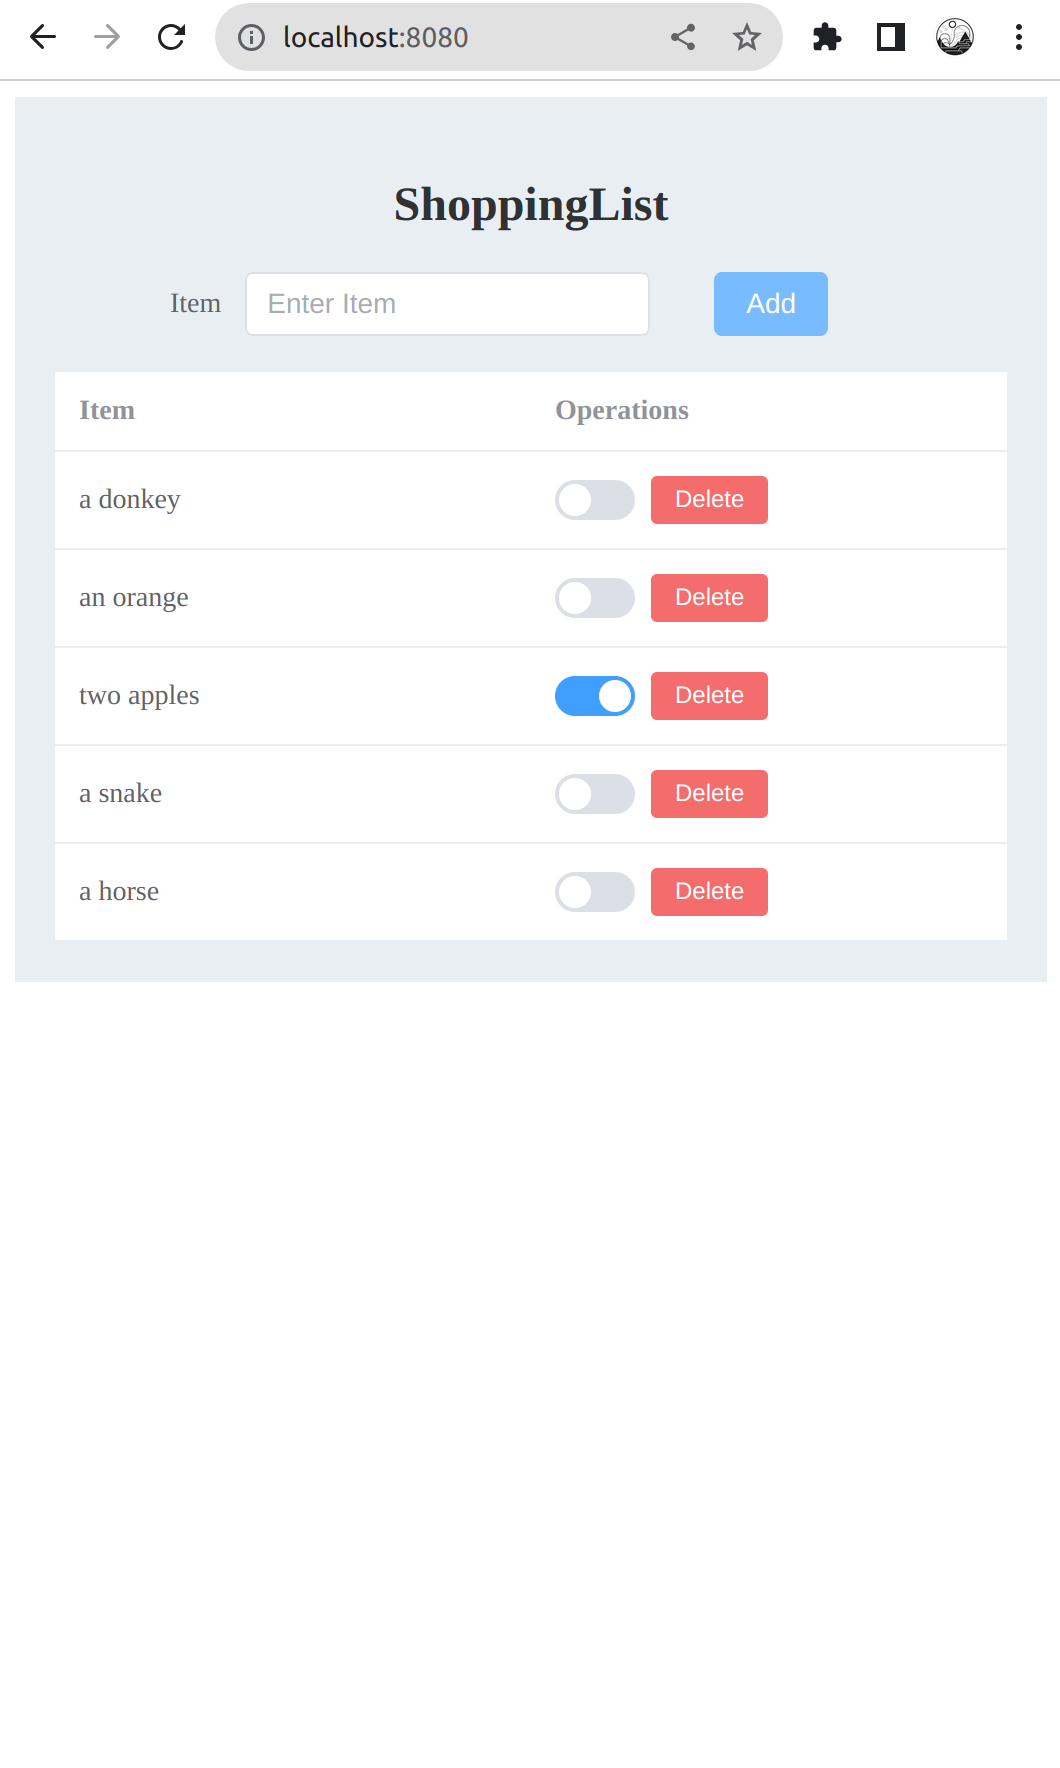 localhost:8080
ShoppingList
Item Enter Item Add
Item Operations
a donkey Delete
an orange Delete
two apples Delete
a snake Delete
a horse Delete